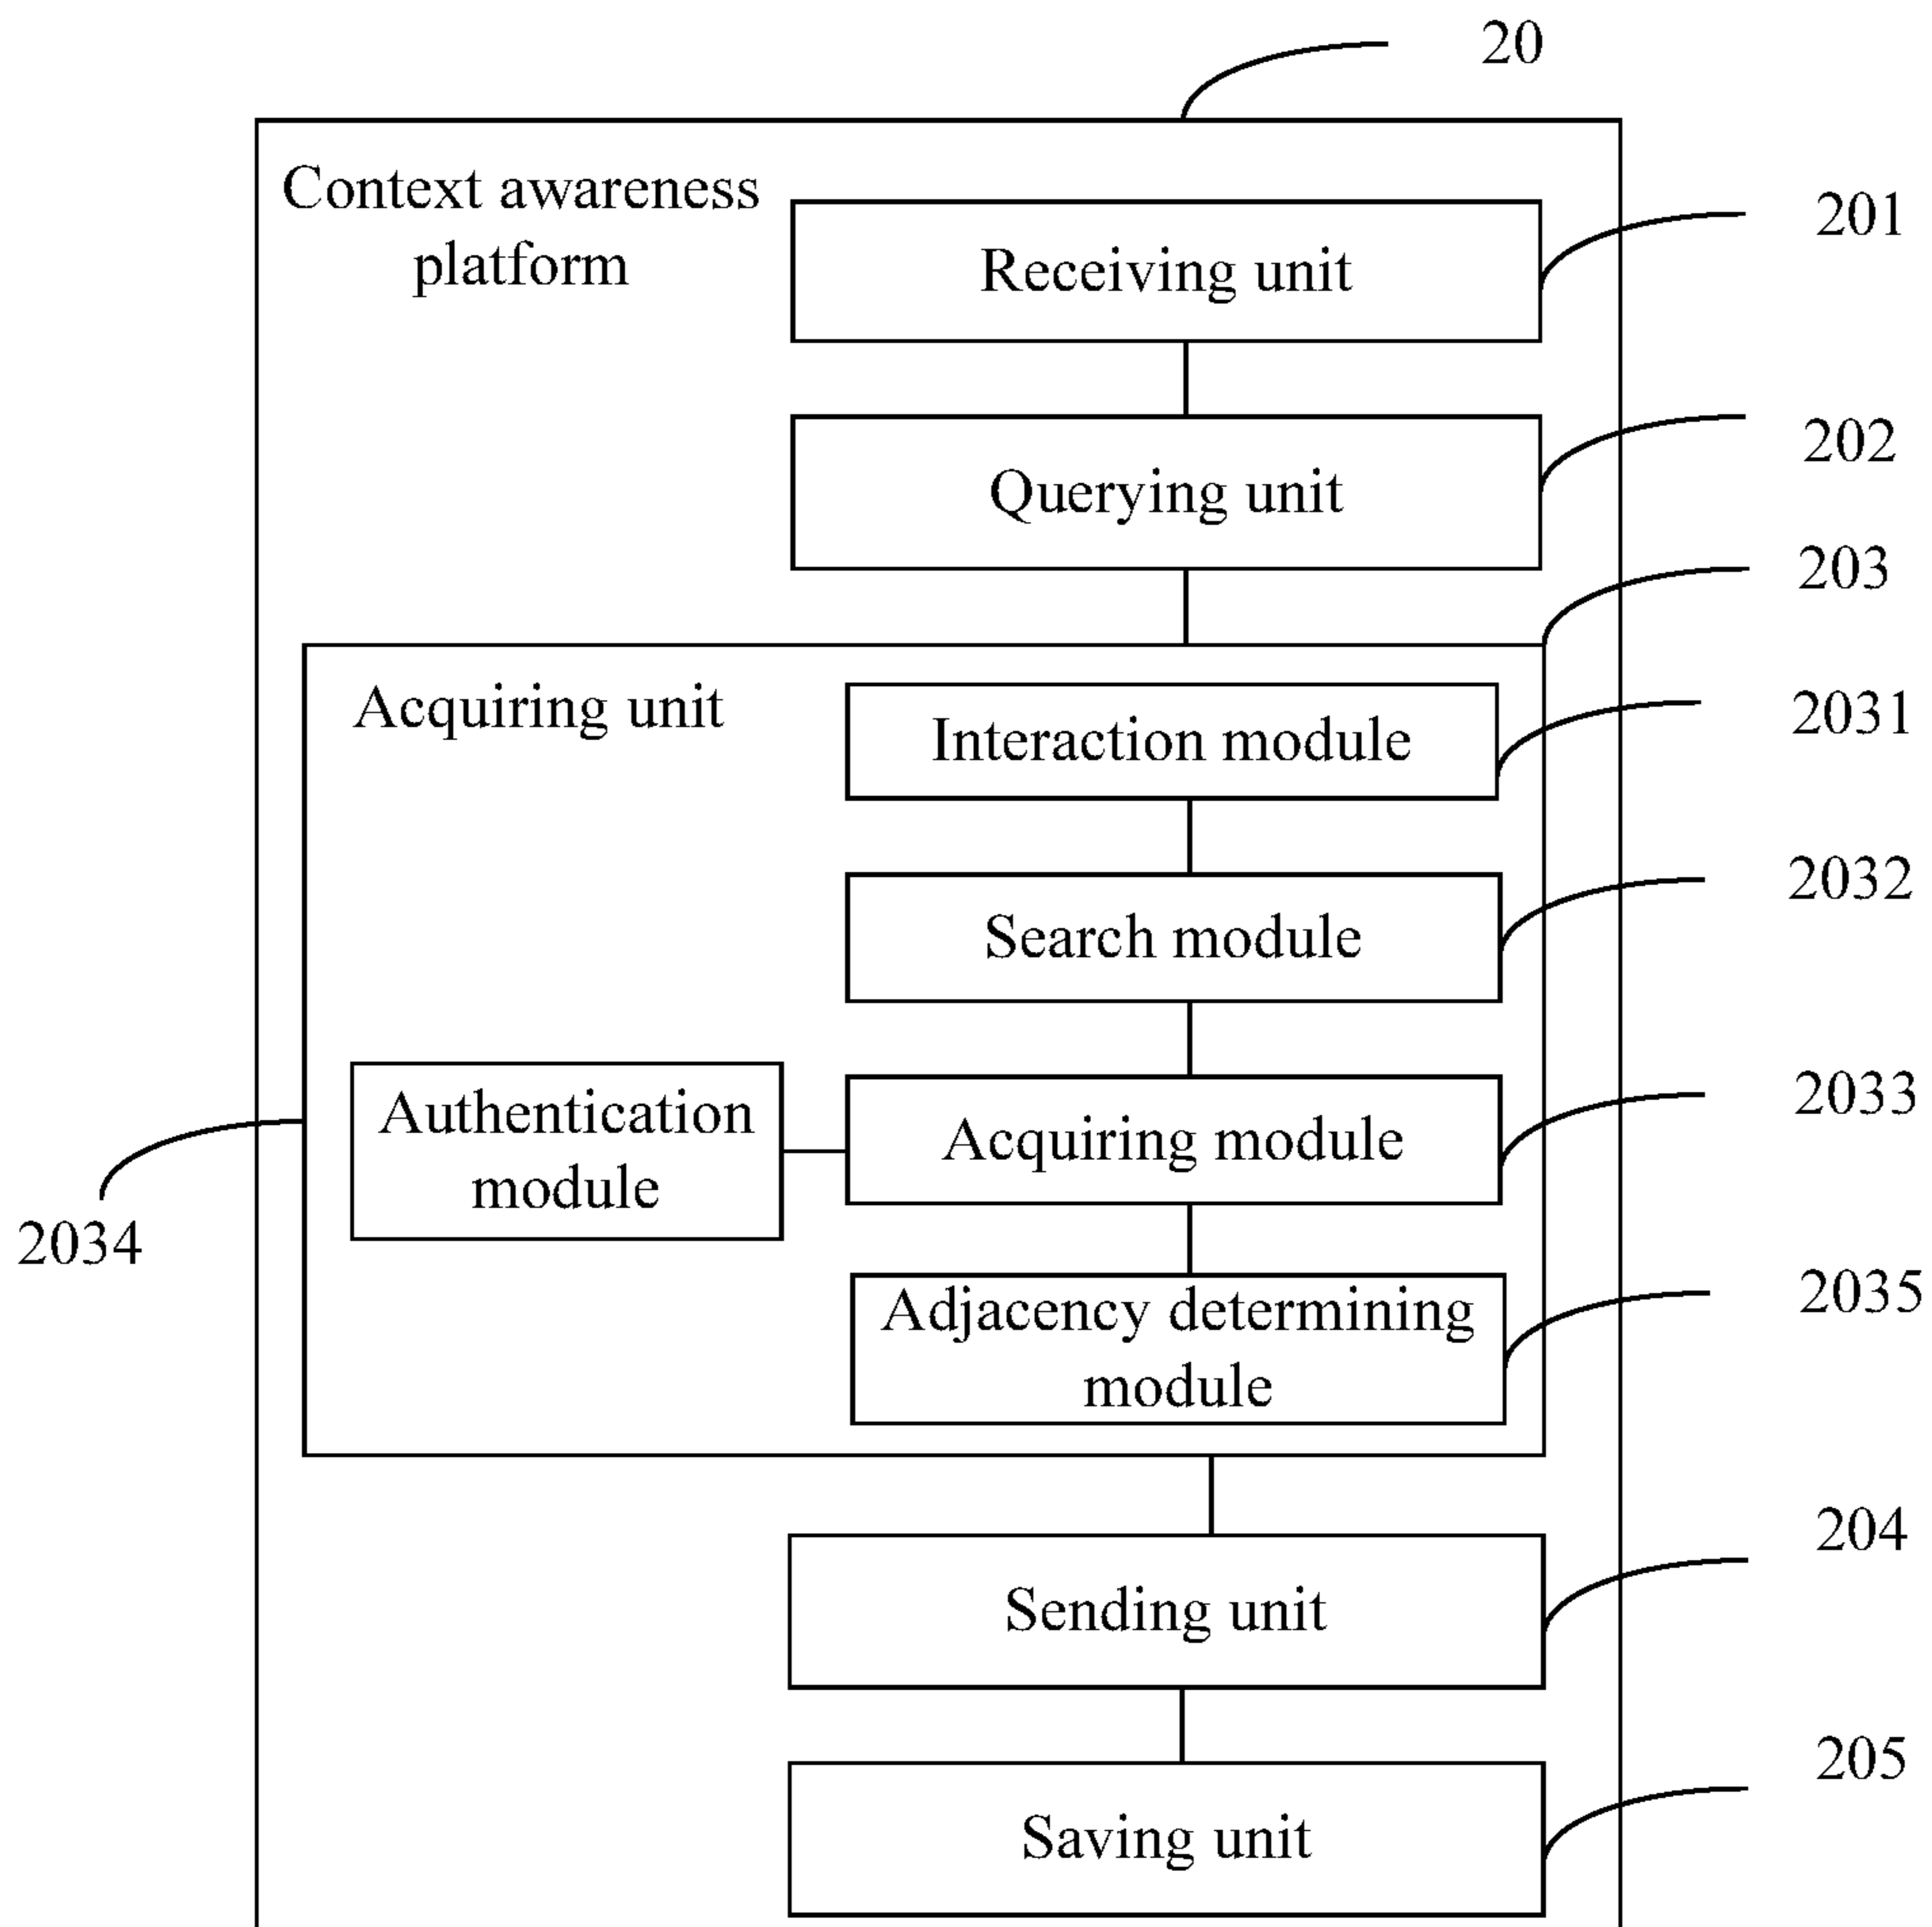 20
Context awareness
platform
201
Receiving unit
202
Querying unit
203
Acquiring unit
2031
Interaction module
2032
Search module
2033
Authentication
module
Acquiring module
2034
2035
Adjacency determining
module
204
Sending unit
205
Saving unit